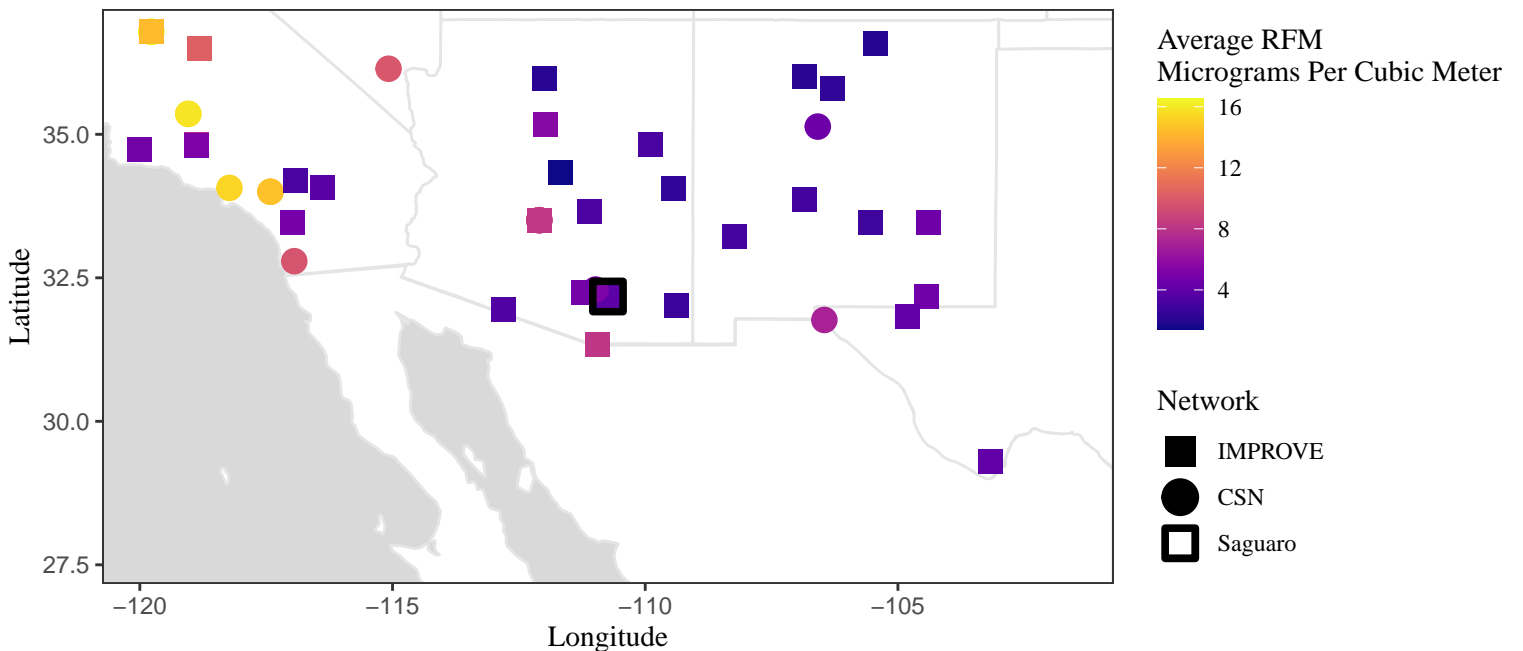 35.0
32.5
30.0
27.5
Latitude
−120
−115
−110
−105
Longitude
Average RFM
Micrograms Per Cubic Meter
16
12
8
4
Network
IMPROVE
CSN
Saguaro